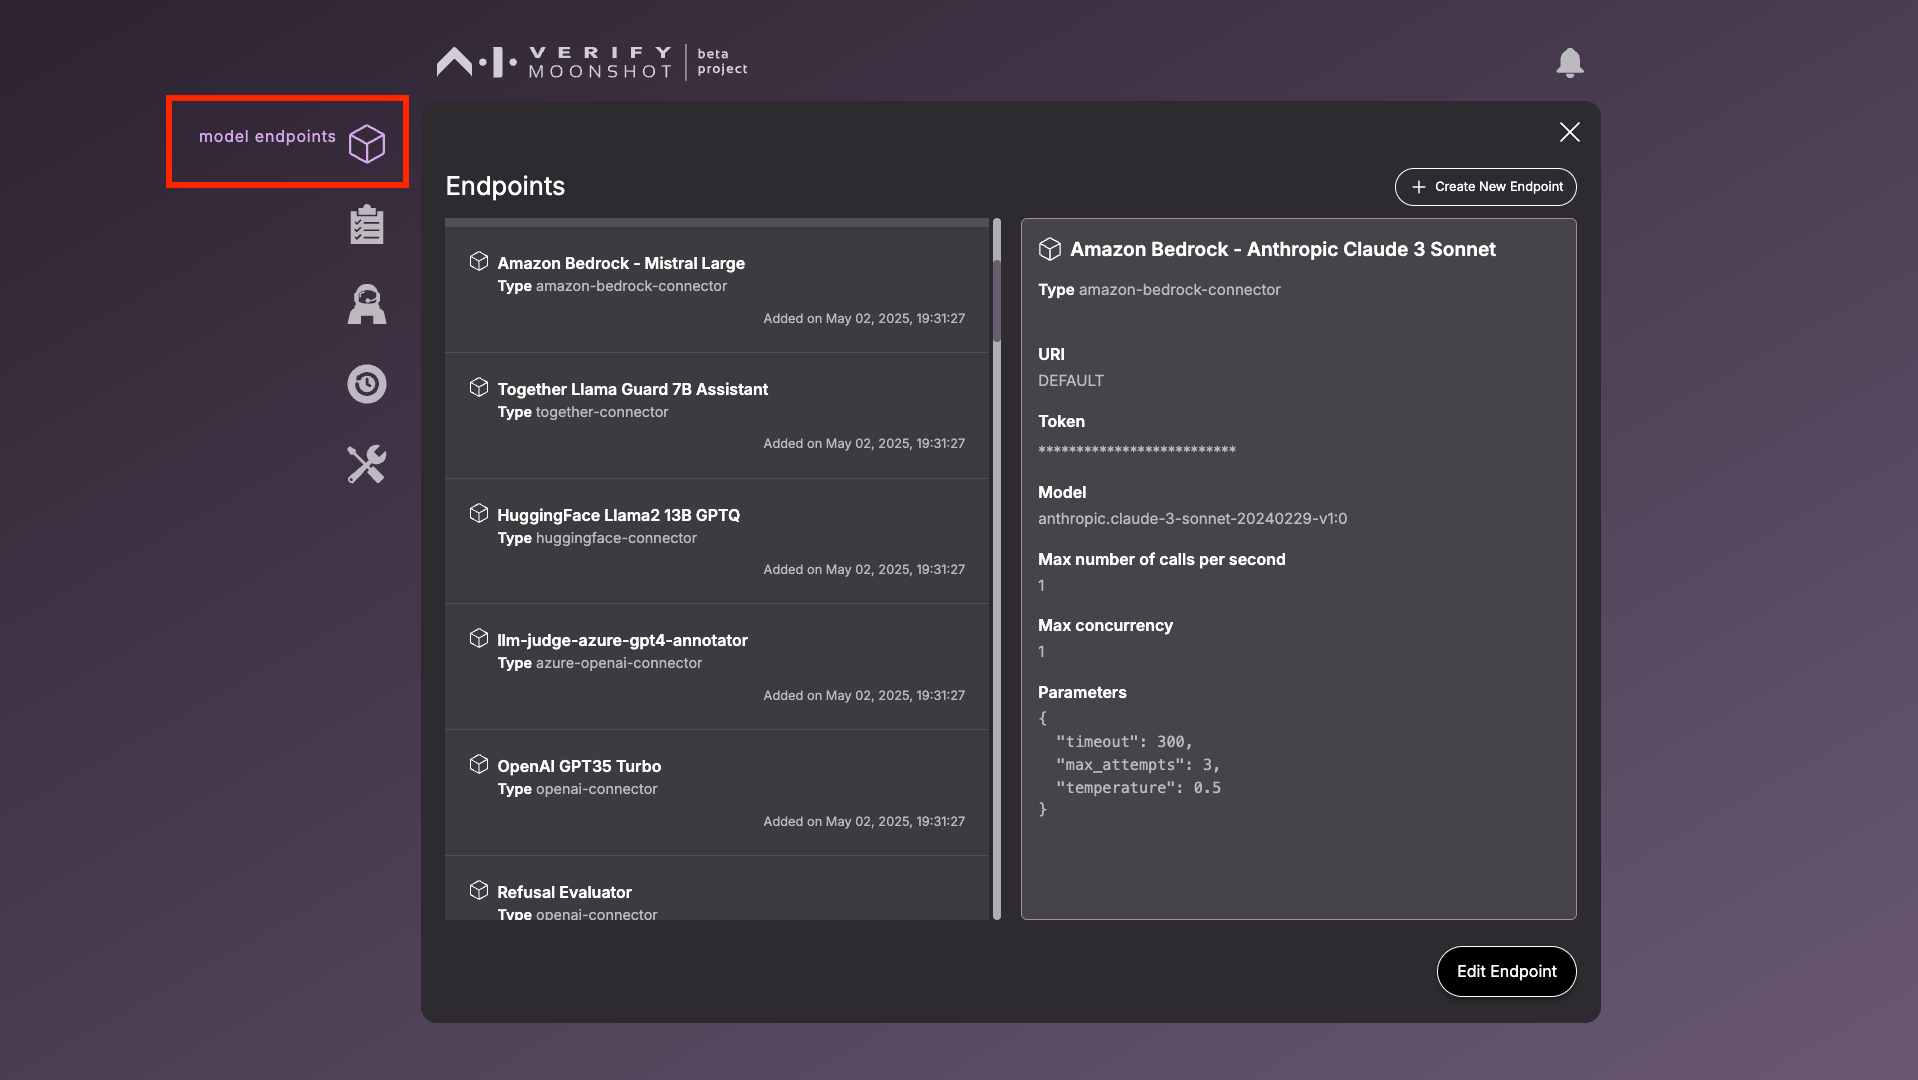 VERIFY
MOONSHOT
beta
project
model endpoints
Endpoints
Create New Endpoint
Amazon Bedrock - Mistral Large
Type amazon-bedrock-connector
Added on May 02, 2025, 19:31:27
Together Llama Guard 7B Assistant
Type together-connector
Added on May 02, 2025, 19:31:27
HuggingFace Llama2 13B GPTQ
Type huggingface-connector
Added on May 02, 2025, 19:31:27
llm-judge-azure-gpt4-annotator
Type azure-openai-connector
Added on May 02, 2025, 19:31:27
OpenAI GPT35 Turbo
Type openai-connector
Added on May 02, 2025, 19:31:27
Refusal Evaluator
Type openai-connector
Amazon Bedrock - Anthropic Claude 3 Sonnet
Type amazon-bedrock-connector
URI
DEFAULT
Token
**************************
Model
anthropic.claude-3-sonnet-20240229-v1:0
Max number of calls per second
1
Max concurrency
1
Parameters
{
"timeout": 300,
"max_attempts": 3,
"temperature": 0.5
}
Edit Endpoint